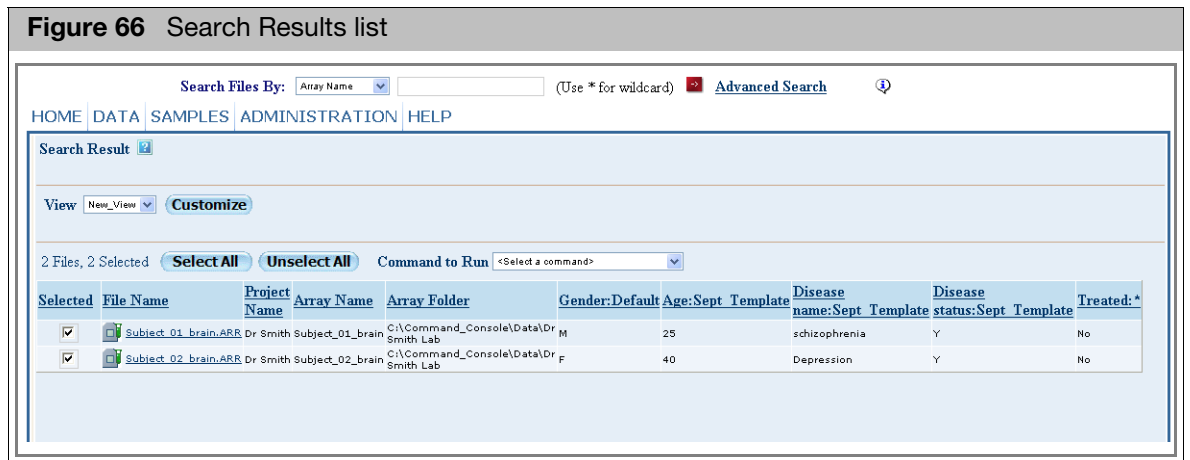 Figure 66 Search Results list
Search Files By: Array Name (Use * for wildcard) Advanced Search
HOME DATA SAMPLES ADMINISTRATION HELP
Search Result
View New_View Customize
2 Files, 2 Selected Select All Unselect All Command to Run <Select a command>
Selected File Name Project Name Array Name Array Folder Gender:Default Age:Sept_Template Disease name:Sept_Template Disease status:Sept_Template Treated:*
Subject_01_brain.ARR Dr Smith Subject_01_brain C:\Command_Console\Data\Dr Smith Lab M 25 schizophrenia Y No
Subject_02_brain.ARR Dr Smith Subject_02_brain C:\Command_Console\Data\Dr Smith Lab F 40 Depression Y No